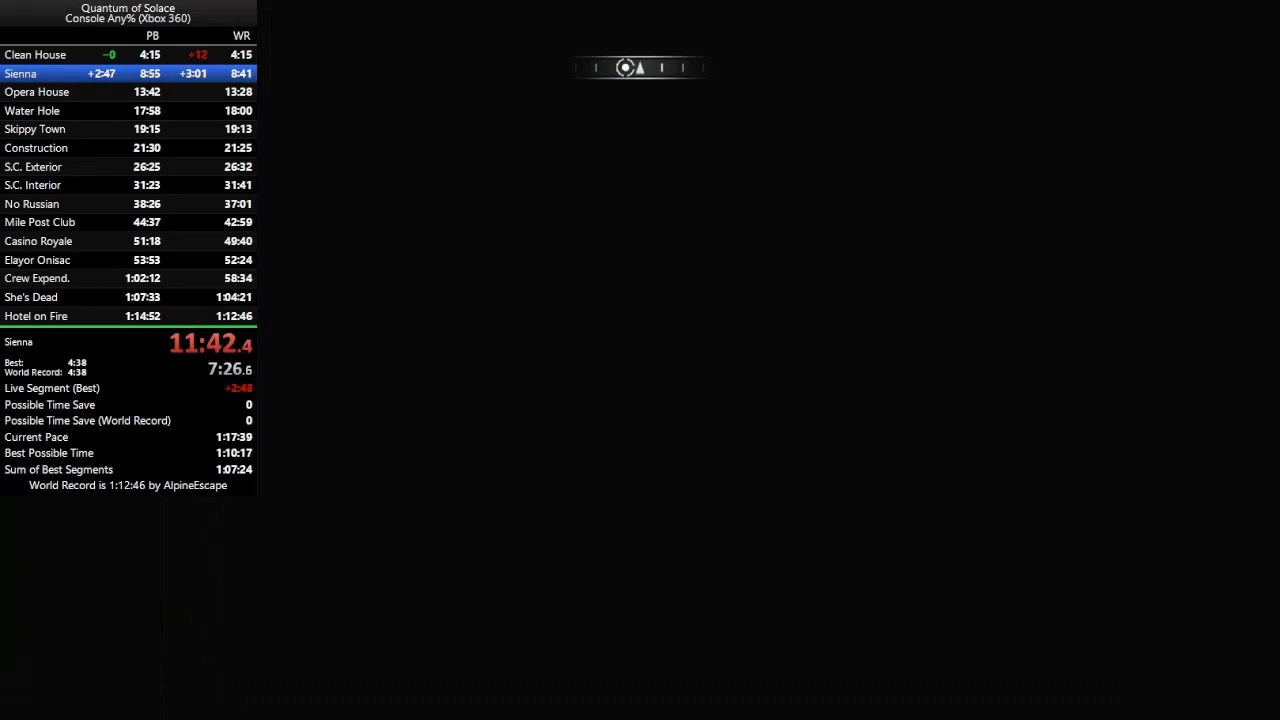 Quantum of Solace
Console Any% (Xbox 360)
PB WR
Clean House −0 4:15 +12 4:15
Sienna +2:47 8:55 +3:01 8:41
Opera House 13:42 13:28
Water Hole 17:58 18:00
Skippy Town 19:15 19:13
Construction 21:30 21:25
S.C. Exterior 26:25 26:32
S.C. Interior 31:23 31:41
No Russian 38:26 37:01
Mile Post Club 44:37 42:59
Casino Royale 51:18 49:40
Elayor Onisac 53:53 52:24
Crew Expend. 1:02:12 58:34
She's Dead 1:07:33 1:04:21
Hotel on Fire 1:14:52 1:12:46
Sienna 11:42.4
Best: 4:38
World Record: 4:38
7:26.6
Live Segment (Best) +2:48
Possible Time Save 0
Possible Time Save (World Record) 0
Current Pace 1:17:39
Best Possible Time 1:10:17
Sum of Best Segments 1:07:24
World Record is 1:12:46 by AlpineEscape